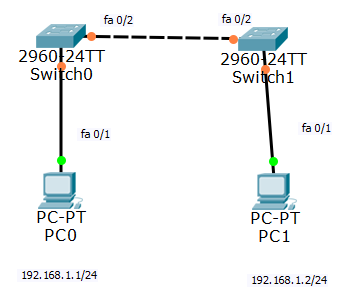 fa 0/2
fa 0/2
2960-24TT
Switch0
2960-24TT
Switch1
fa 0/1
fa 0/1
PC-PT
PC0
PC-PT
PC1
192.168.1.1/24
192.168.1.2/24